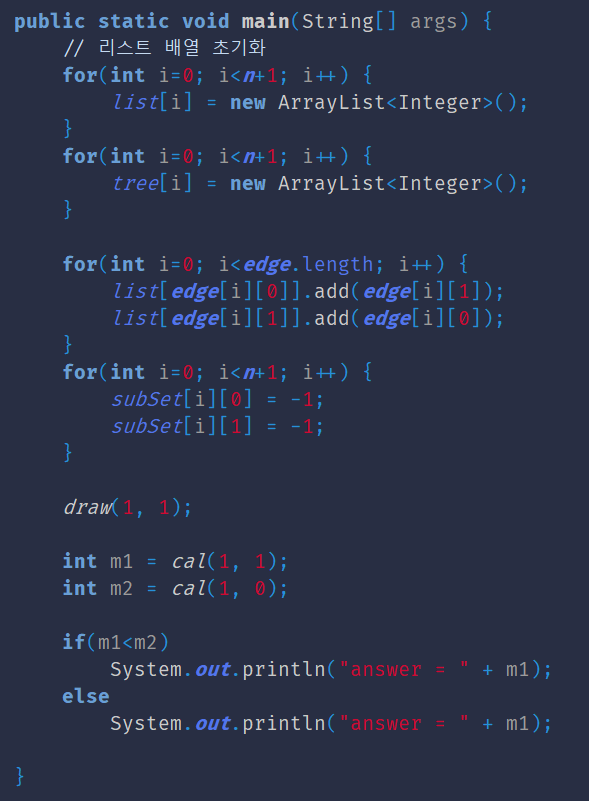 public static void main(String[] args) {
    // 리스트 배열 초기화
    for(int i=0; i<n+1; i++) {
        list[i] = new ArrayList<Integer>();
    }
    for(int i=0; i<n+1; i++) {
        tree[i] = new ArrayList<Integer>();
    }

    for(int i=0; i<edge.length; i++) {
        list[edge[i][0]].add(edge[i][1]);
        list[edge[i][1]].add(edge[i][0]);
    }
    for(int i=0; i<n+1; i++) {
        subSet[i][0] = -1;
        subSet[i][1] = -1;
    }

    draw(1, 1);

    int m1 = cal(1, 1);
    int m2 = cal(1, 0);

    if(m1<m2)
        System.out.println("answer = " + m1);
    else
        System.out.println("answer = " + m1);

}